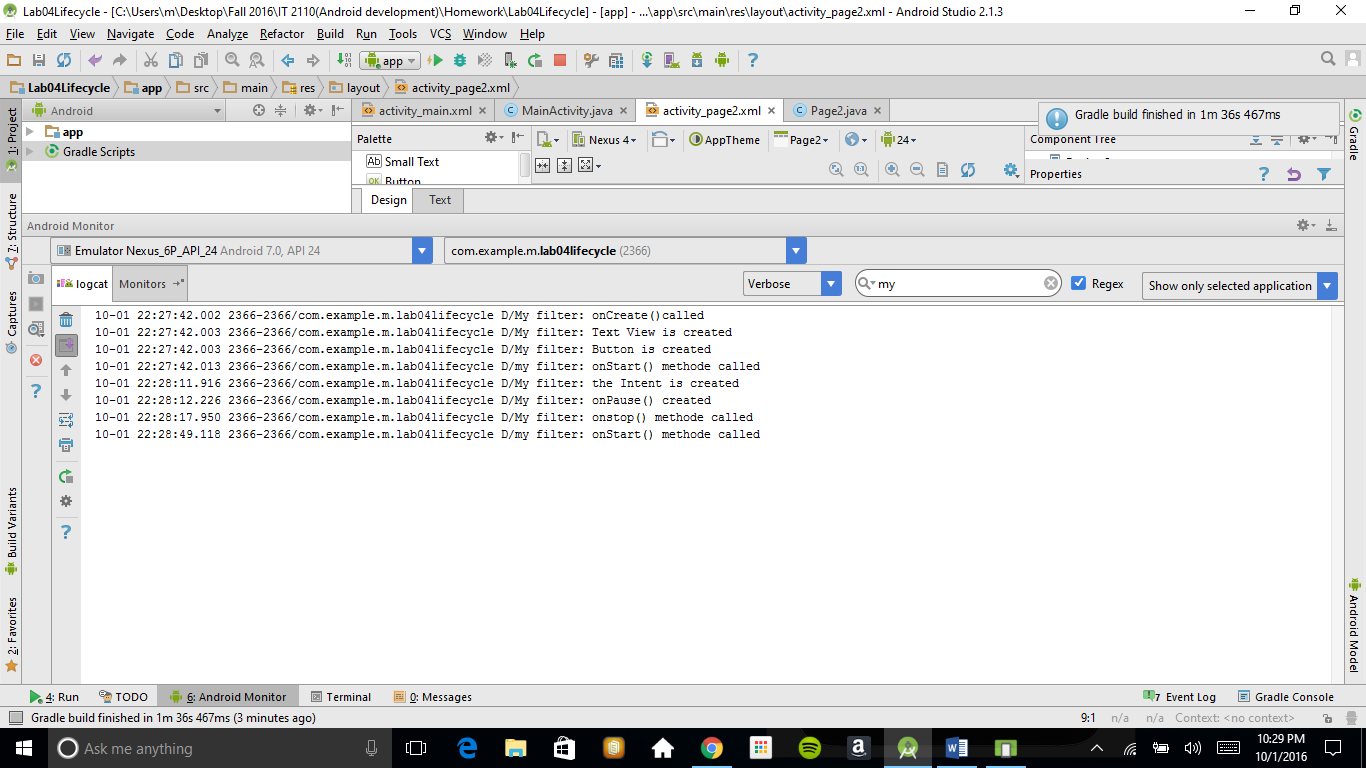 Lab04Lifecycle - [C:\Users\m\Desktop\Fall 2016\IT 2110(Android development)\Homework\Lab04Lifecycle] - [app] - ...\app\src\main\res\layout\activity_page2.xml - Android Studio 2.1.3
File Edit View Navigate Code Analyze Refactor Build Run Tools VCS Window Help
app
Lab04Lifecycle app src main res layout activity_page2.xml
1: Project
Android
activity_main.xml MainActivity.java activity_page2.xml Page2.java
Gradle build finished in 1m 36s 467ms
Gradle
app
Gradle Scripts
Palette
Nexus 4 AppTheme Page2 24
Component Tree
Ab Small Text
OK Button
Properties
Design Text
7: Structure
Android Monitor
Emulator Nexus_6P_API_24 Android 7.0, API 24
com.example.m.lab04lifecycle (2366)
logcat Monitors
Verbose
my
Regex
Show only selected application
Captures
10-01 22:27:42.002 2366-2366/com.example.m.lab04lifecycle D/My filter: onCreate()called
10-01 22:27:42.003 2366-2366/com.example.m.lab04lifecycle D/My filter: Text View is created
10-01 22:27:42.003 2366-2366/com.example.m.lab04lifecycle D/My filter: Button is created
10-01 22:27:42.013 2366-2366/com.example.m.lab04lifecycle D/my filter: onStart() methode called
10-01 22:28:11.916 2366-2366/com.example.m.lab04lifecycle D/My filter: the Intent is created
10-01 22:28:12.226 2366-2366/com.example.m.lab04lifecycle D/My filter: onPause() created
10-01 22:28:17.950 2366-2366/com.example.m.lab04lifecycle D/my filter: onstop() methode called
10-01 22:28:49.118 2366-2366/com.example.m.lab04lifecycle D/my filter: onStart() methode called
Build Variants
2: Favorites
Android Model
4: Run TODO 6: Android Monitor Terminal 0: Messages
7 Event Log Gradle Console
Gradle build finished in 1m 36s 467ms (3 minutes ago)
9:1 n/a n/a Context: <no context>
Ask me anything
10:29 PM
10/1/2016